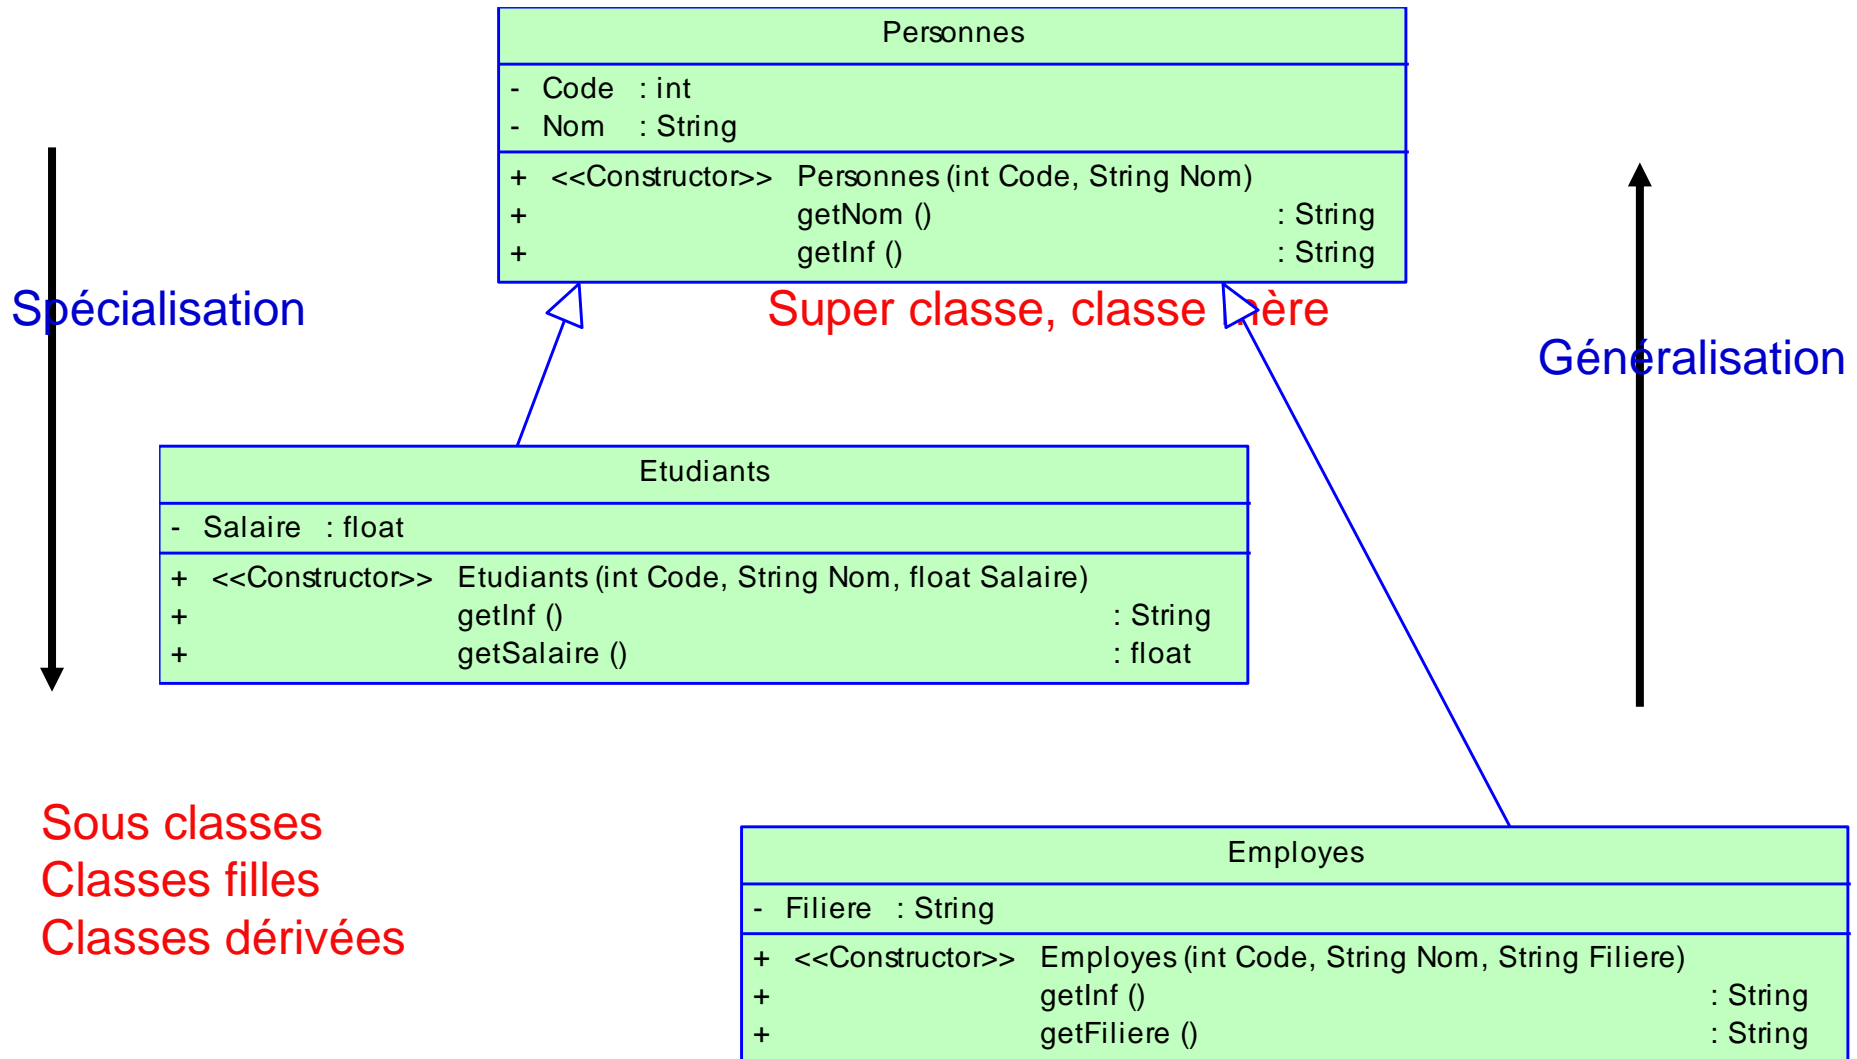 Personnes
- Code : int
- Nom : String
+ <<Constructor>> Personnes (int Code, String Nom)
+ getNom () : String
+ getInf () : String
Spécialisation
Super classe, classe mère
Généralisation
Etudiants
- Salaire : float
+ <<Constructor>> Etudiants (int Code, String Nom, float Salaire)
+ getInf () : String
+ getSalaire () : float
Sous classes
Classes filles
Classes dérivées
Employes
- Filiere : String
+ <<Constructor>> Employes (int Code, String Nom, String Filiere)
+ getInf () : String
+ getFiliere () : String